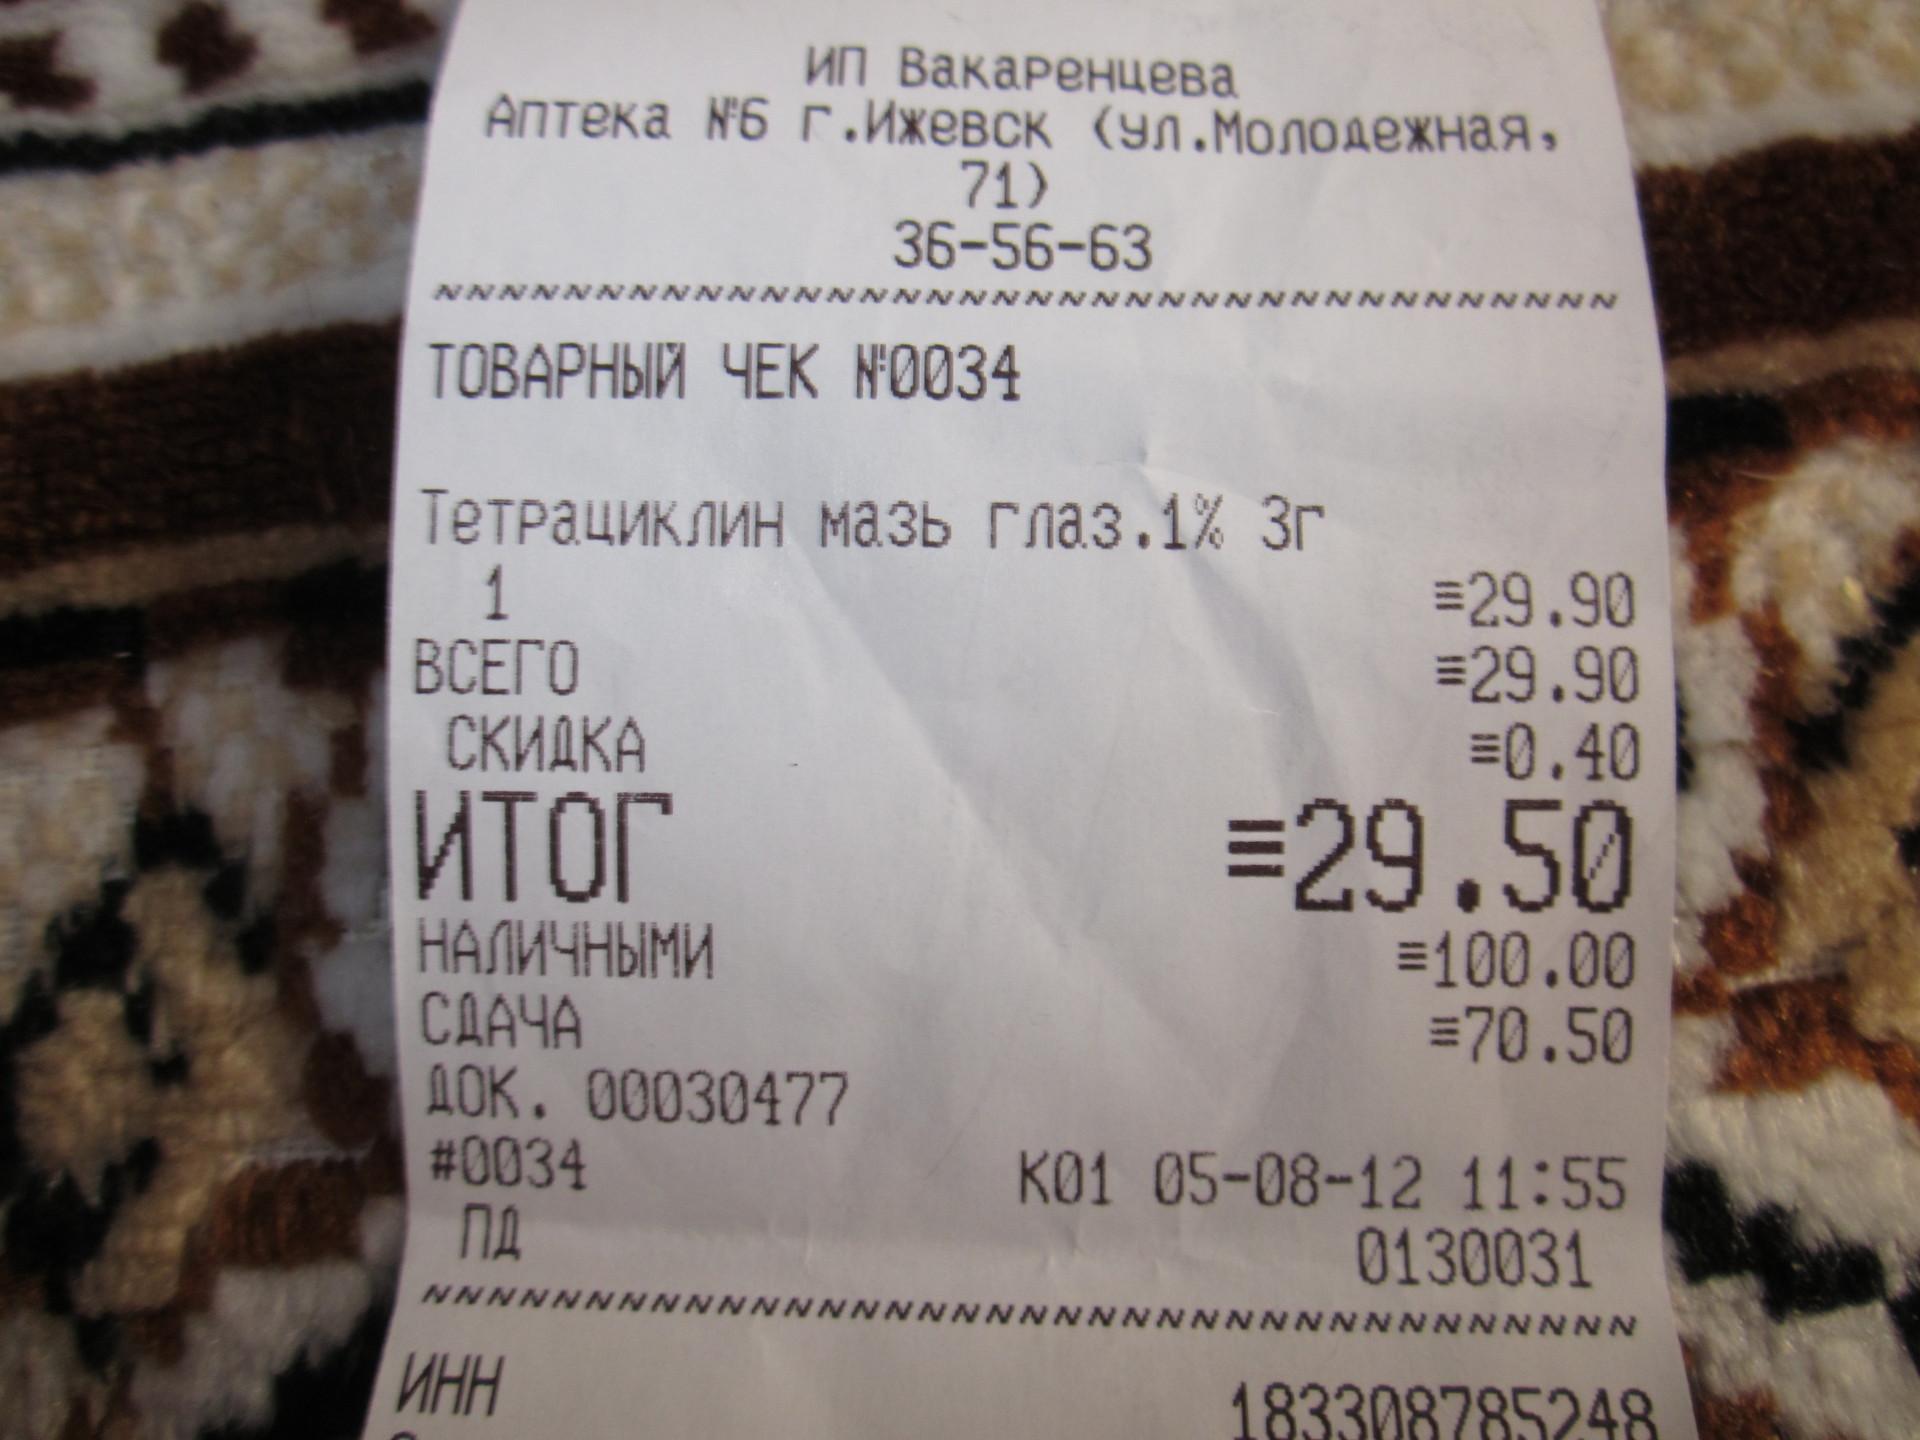 ИП Вакаренцева
Аптека №6 г.Ижевск (ул.Молодежная,
71)
36-56-63
~~~~~~~~~~~~~~~~~~~~~~~~~~~~~~~~~~~~
ТОВАРНЫЙ ЧЕК №0034
Тетрациклин мазь глаз.1% 3г
1 ≡29.90
ВСЕГО ≡29.90
СКИДКА ≡0.40
ИТОГ ≡29.50
НАЛИЧНЫМИ ≡100.00
СДАЧА ≡70.50
ДОК. 00030477
#0034 К01 05-08-12 11:55
ПД 0130031
~~~~~~~~~~~~~~~~~~~~~~~~~~~~~~~~~~~~
ИНН 183308785248